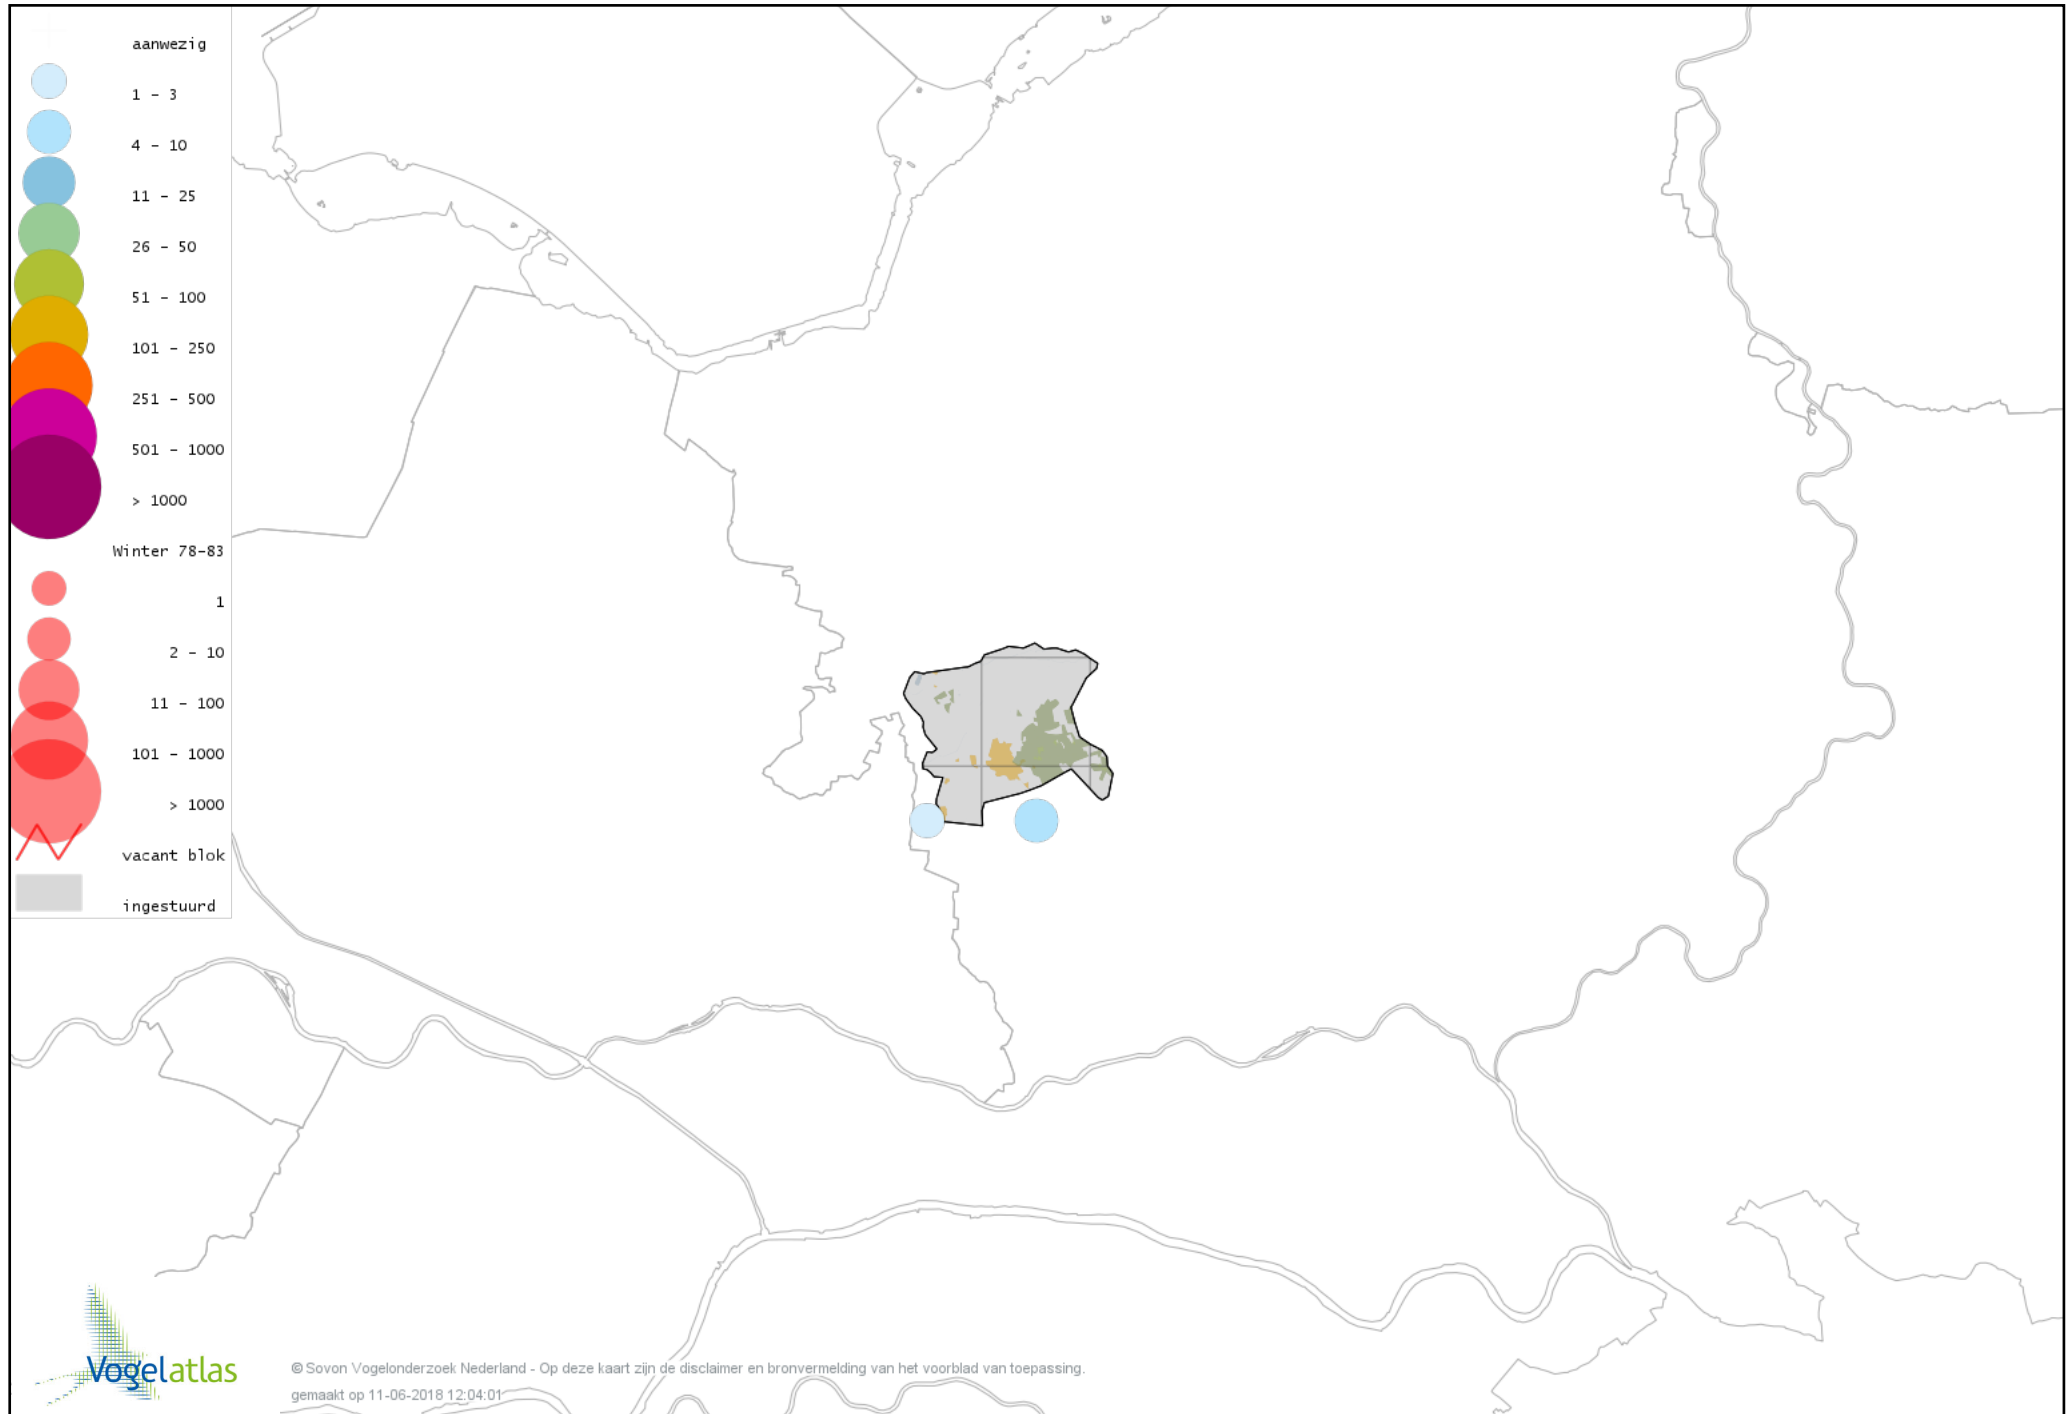 aanwezig
1 - 3
4 - 10
11 - 25
26 - 50
51 - 100
101 - 250
251 - 500
501 - 1000
> 1000
Winter 78-83
1
2 - 10
11 - 100
101 - 1000
> 1000
vacant blok
ingestuurd
Vogelatlas
© Sovon Vogelonderzoek Nederland - Op deze kaart zijn de disclaimer en bronvermelding van het voorblad van toepassing.
gemaakt op 11-06-2018 12:04:01